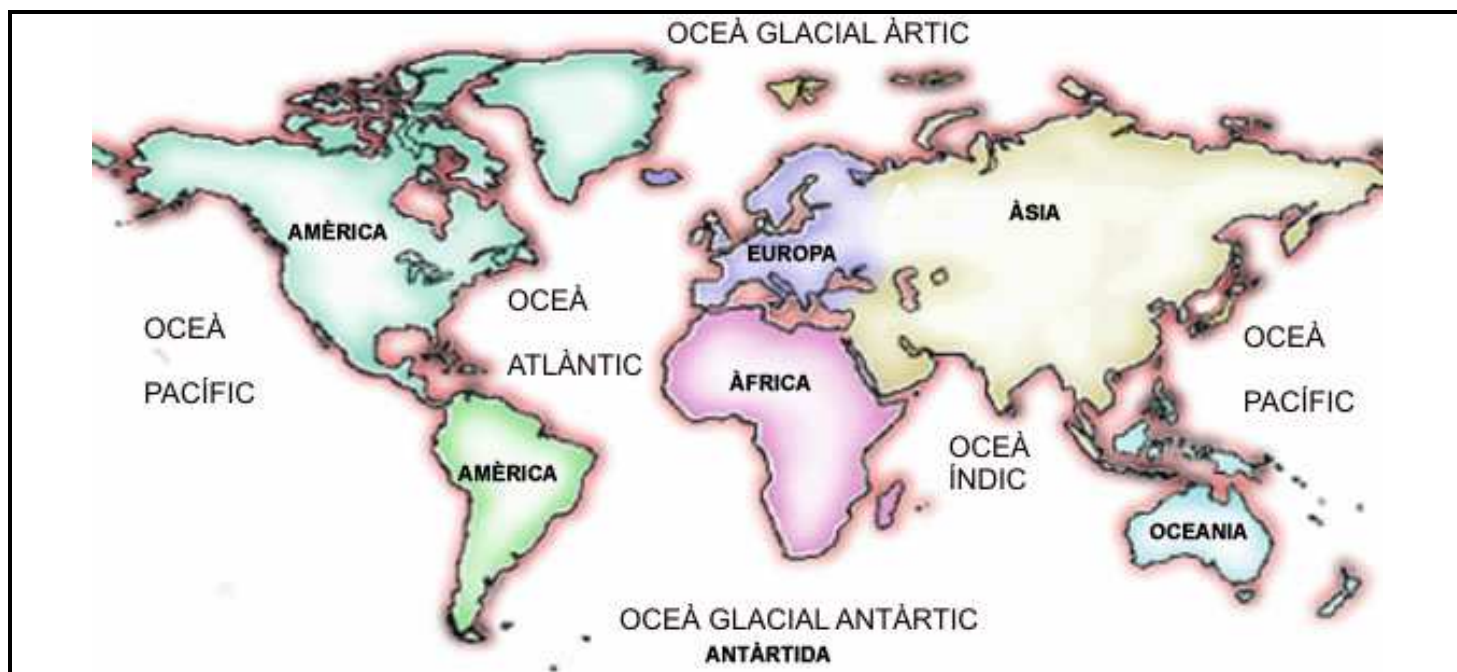 OCEÀ GLACIAL ÀRTIC
AMÈRICA
ÀSIA
EUROPA
OCEÀ
ATLÀNTIC
OCEÀ
PACÍFIC
OCEÀ
PACÍFIC
ÀFRICA
OCEÀ
ÍNDIC
AMÈRICA
OCEANIA
OCEÀ GLACIAL ANTÀRTIC
ANTÀRTIDA